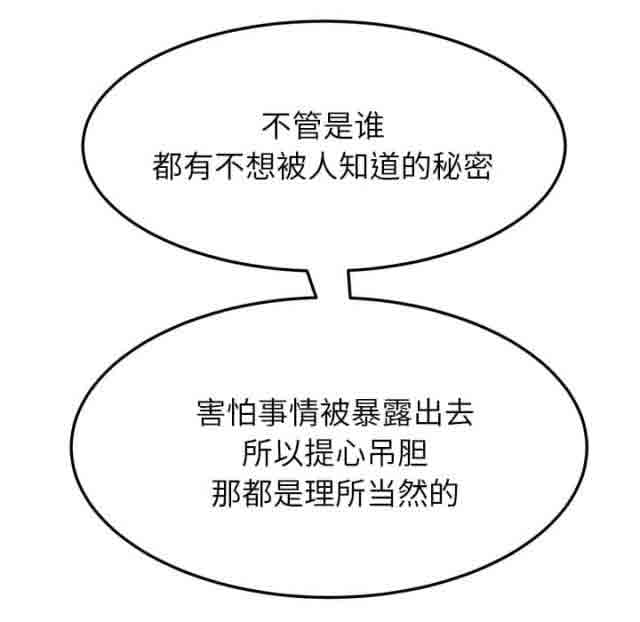 不管是谁
都有不想被人知道的秘密
害怕事情被暴露出去
所以提心吊胆
那都是理所当然的